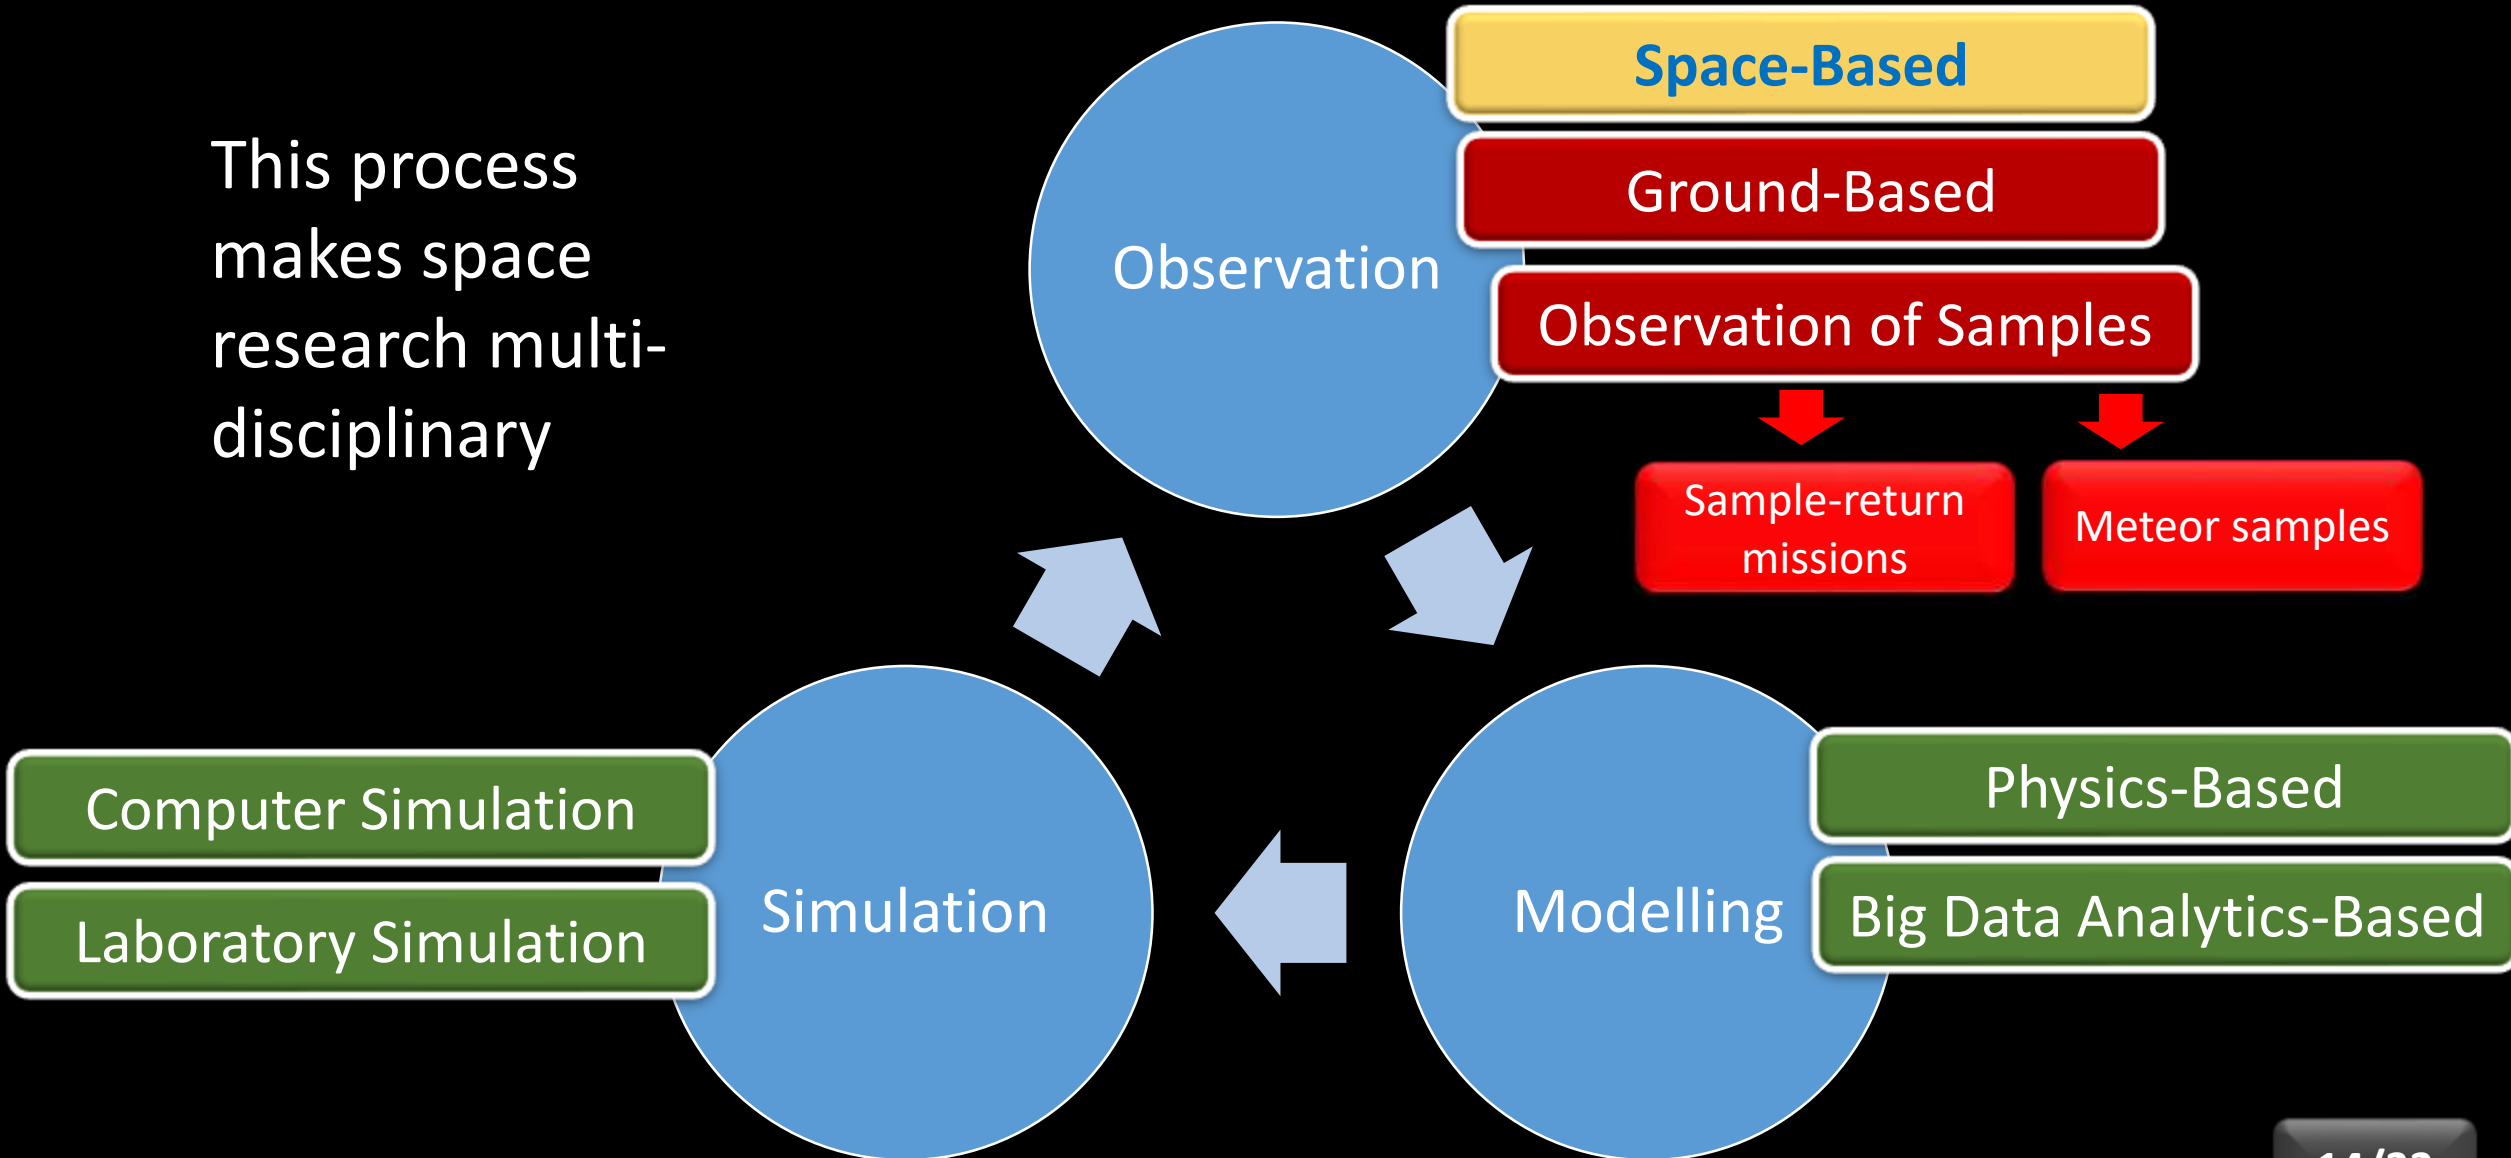 This process
makes space
research multi-
disciplinary
Observation
Space-Based
Ground-Based
Observation of Samples
Sample-return
missions
Meteor samples
Computer Simulation
Laboratory Simulation
Simulation
Modelling
Physics-Based
Big Data Analytics-Based